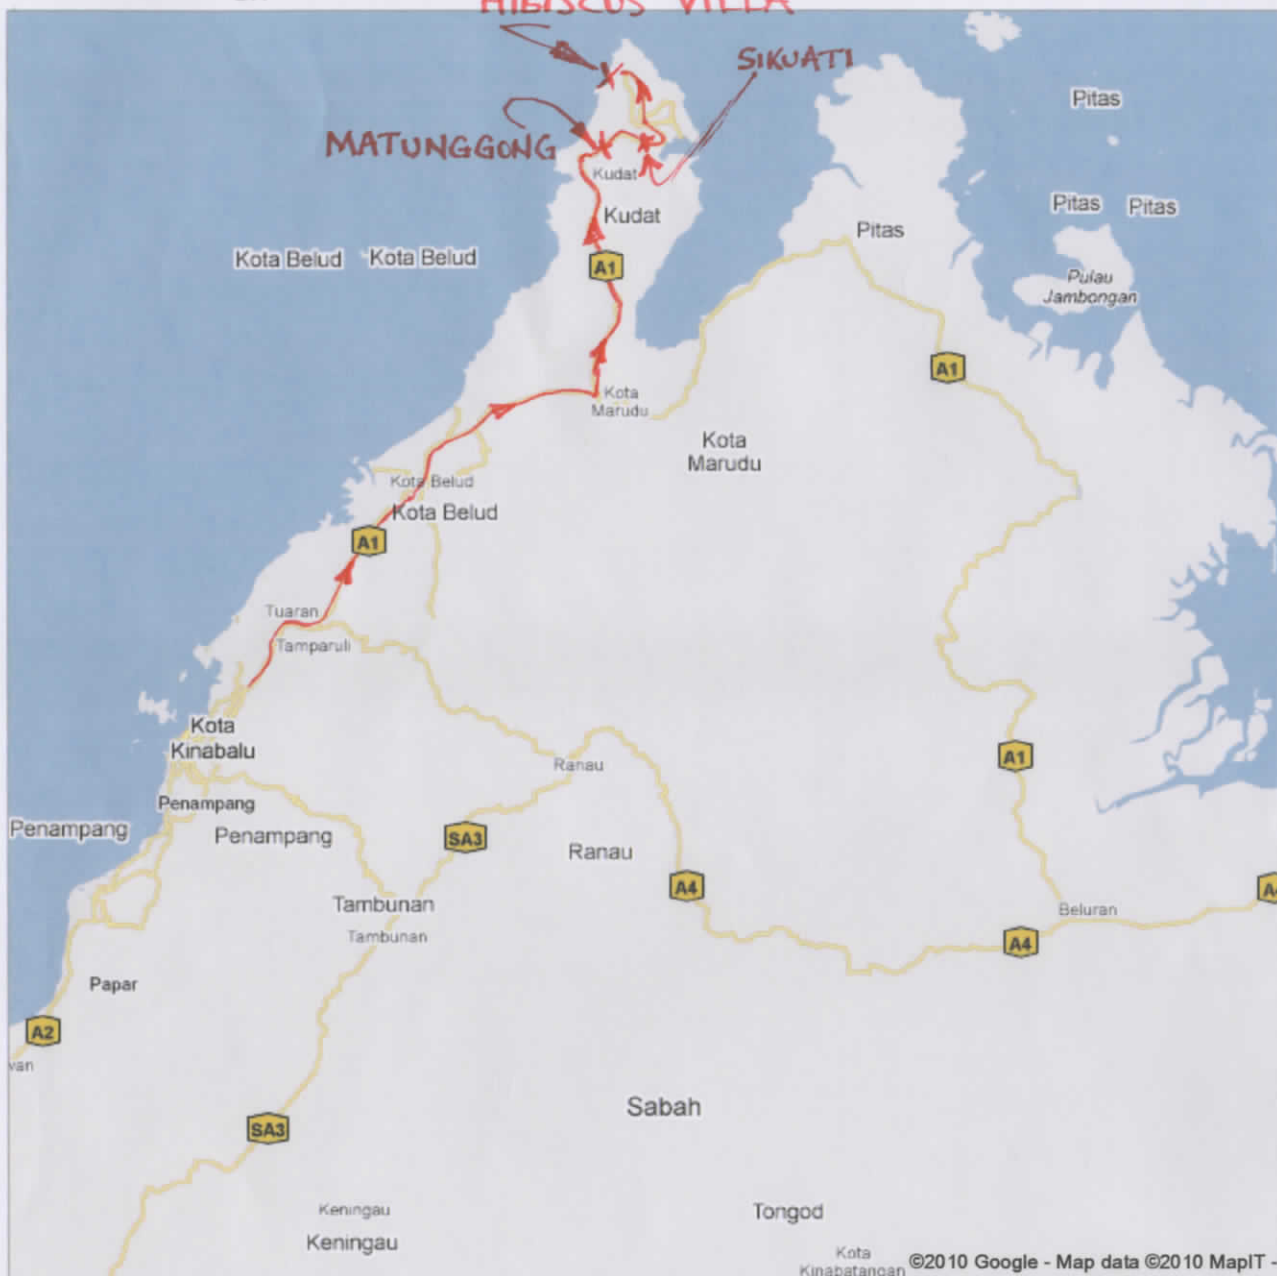 HIBISCUS VILLA
SIKUATI
Pitas
MATUNGGONG
Kudat
Kudat
Pitas
Pitas
Pitas
Kota Belud
Kota Belud
A1
Pulau
Jambongan
A1
Kota
Marudu
Kota
Marudu
Kota Belud
Kota Belud
A1
Tuaran
Tamparuli
Kota
Kinabalu
Ranau
A1
Penampang
Penampang
Penampang
SA3
Ranau
A4
Tambunan
Tambunan
Beluran
A4
Papar
A2
van
Sabah
SA3
Keningau
Keningau
Tongod
Kota
Kinabatangan
©2010 Google - Map data ©2010 MapIT -